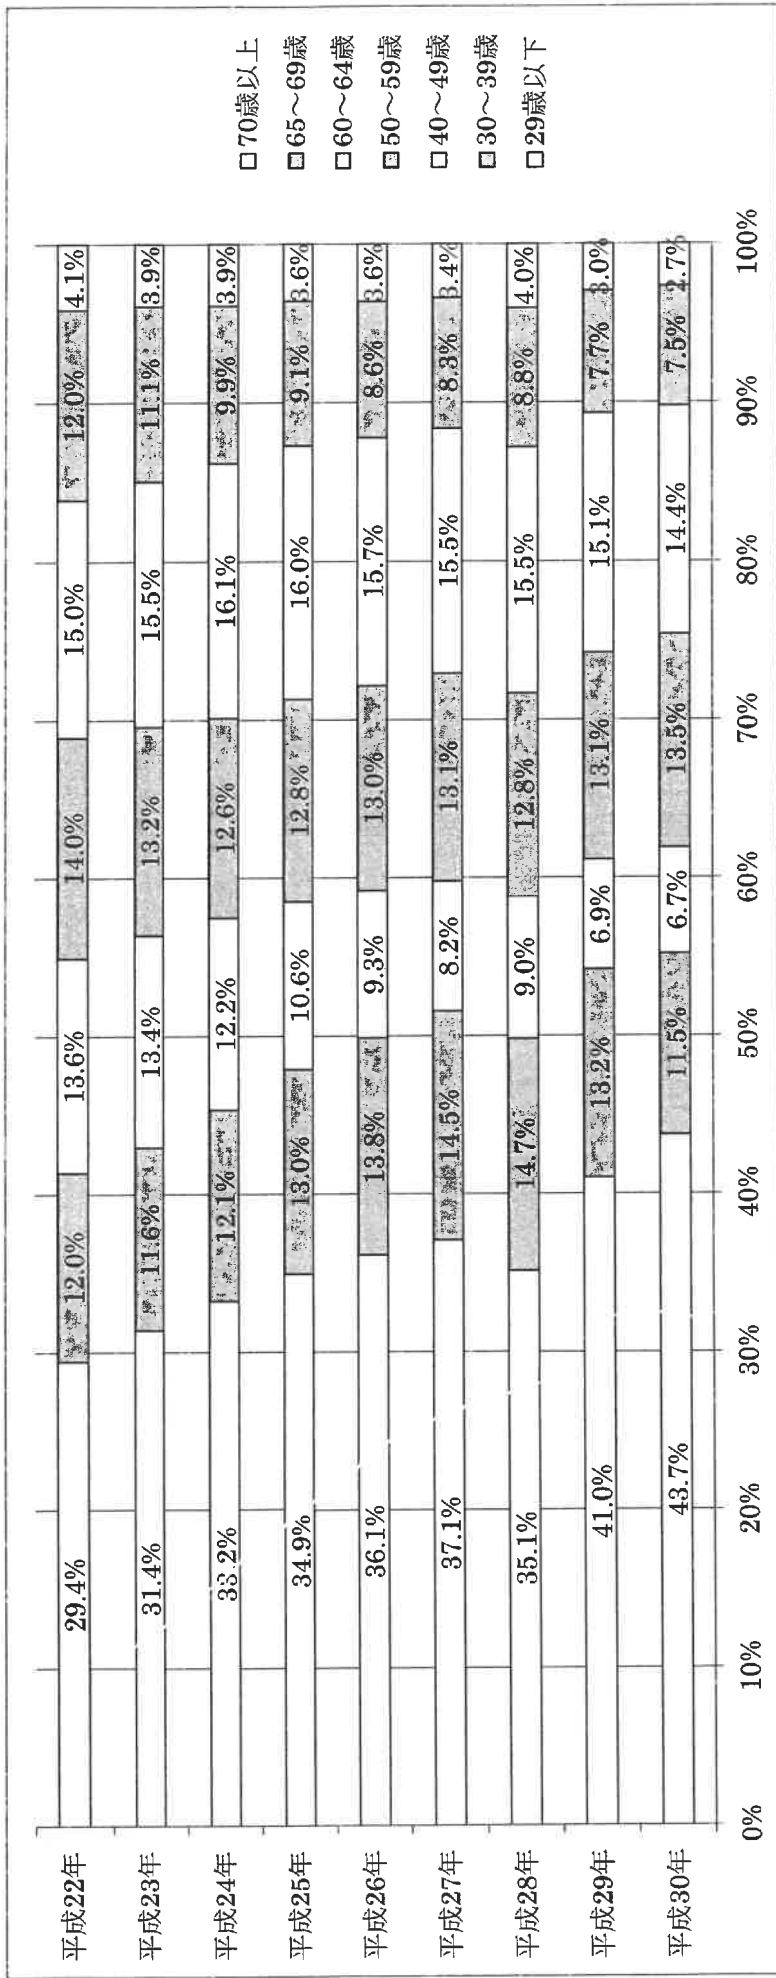 平成22年 29.4% 12.0% 13.6% 14.0% 15.0% 12.0% 4.1%
平成23年 31.4% 11.6% 13.4% 13.2% 15.5% 11.1% 3.9%
平成24年 33.2% 12.1% 12.2% 12.6% 16.1% 9.9% 3.9%
平成25年 34.9% 13.0% 10.6% 12.8% 16.0% 9.1% 3.6%
平成26年 36.1% 13.8% 9.3% 13.0% 15.7% 8.6% 3.6%
平成27年 37.1% 14.5% 8.2% 13.1% 15.5% 8.3% 3.4%
平成28年 35.1% 14.7% 9.0% 12.8% 15.5% 8.8% 4.0%
平成29年 41.0% 13.2% 6.9% 13.1% 15.1% 7.7% 3.0%
平成30年 43.7% 11.5% 6.7% 13.5% 14.4% 7.5% 2.7%
0% 10% 20% 30% 40% 50% 60% 70% 80% 90% 100%
□70歳以上
■65～69歳
□60～64歳
■50～59歳
□40～49歳
■30～39歳
□29歳以下